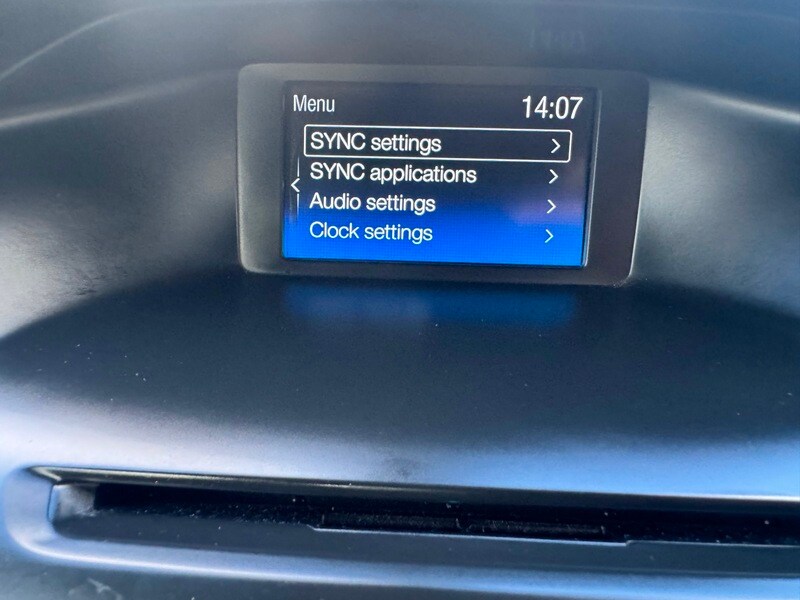 Menu 14:07
SYNC settings
SYNC applications
Audio settings
Clock settings